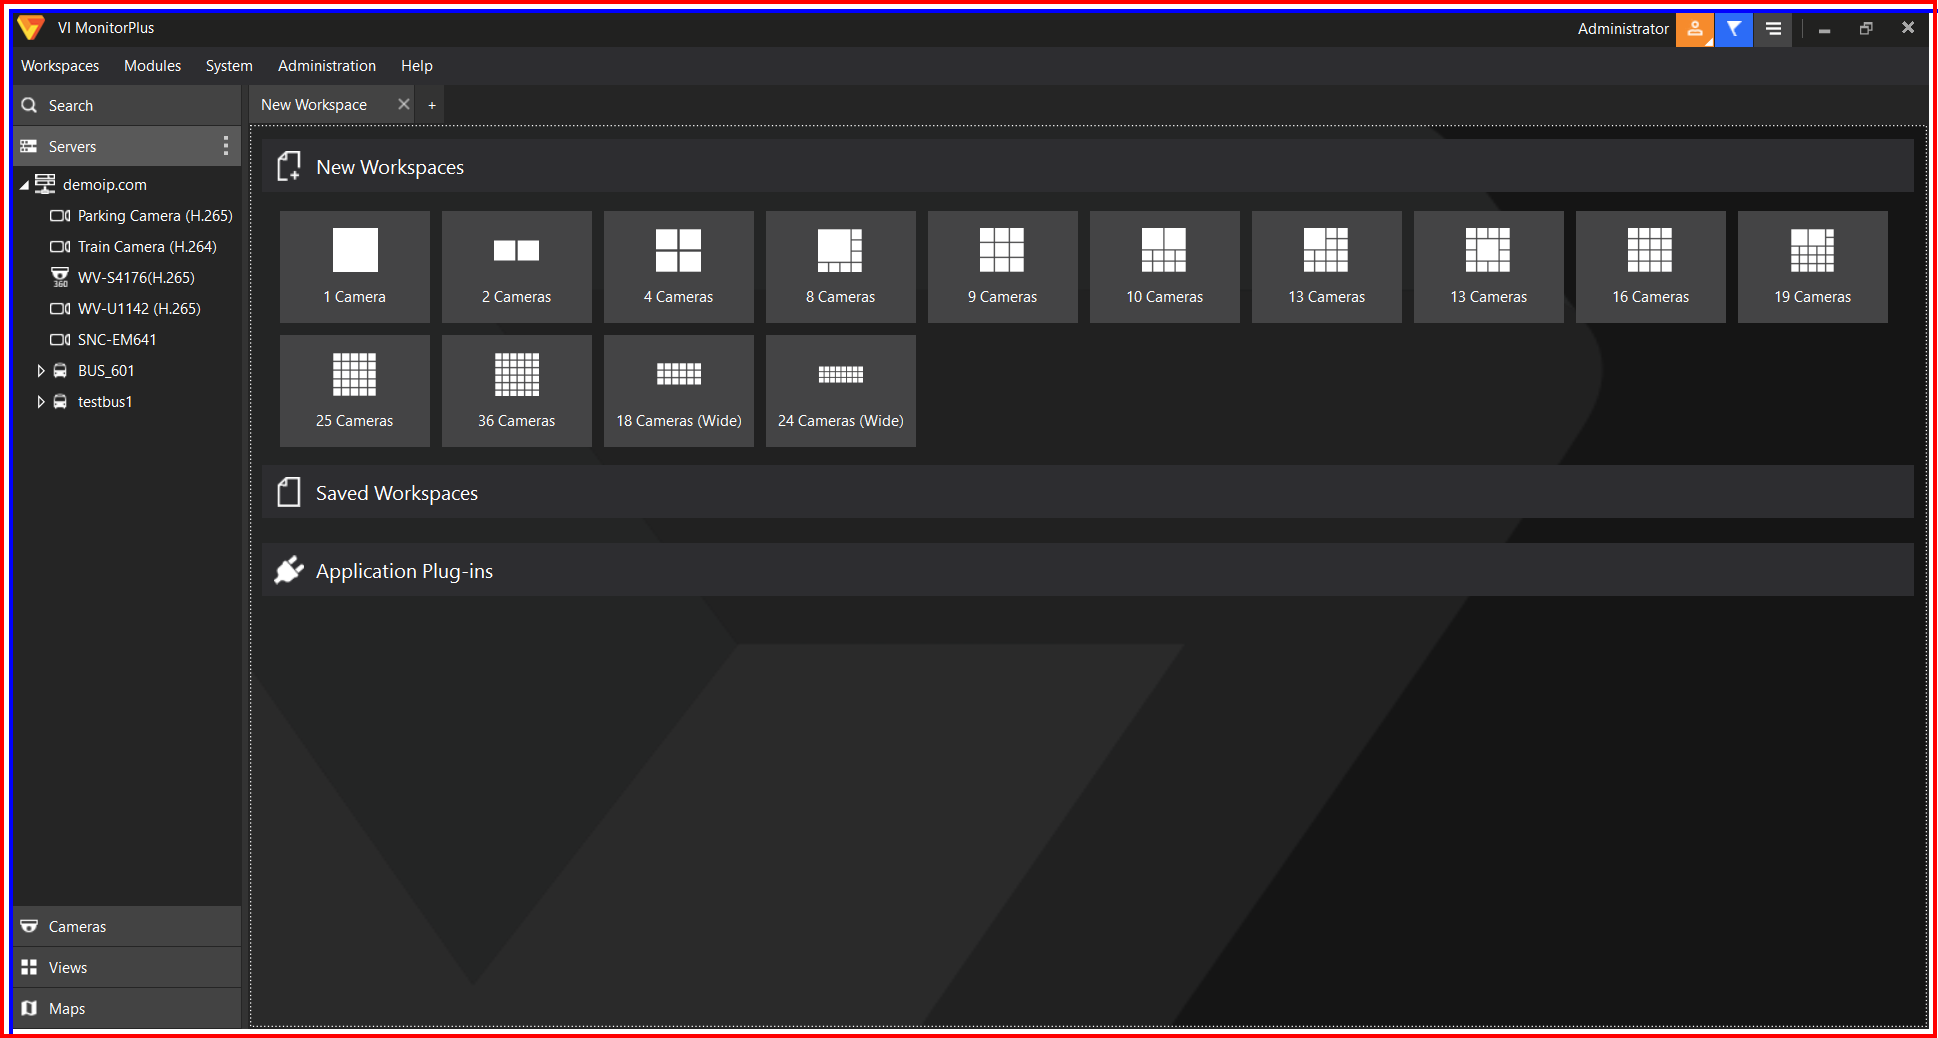 VI MonitorPlus
Administrator
Workspaces Modules System Administration Help
Search
Servers
demoip.com
Parking Camera (H.265)
Train Camera (H.264)
360
WV-S4176(H.265)
WV-U1142 (H.265)
SNC-EM641
BUS_601
testbus1
Cameras
Views
Maps
New Workspace
+
New Workspaces
1 Camera
2 Cameras
4 Cameras
8 Cameras
9 Cameras
10 Cameras
13 Cameras
13 Cameras
16 Cameras
19 Cameras
25 Cameras
36 Cameras
18 Cameras (Wide)
24 Cameras (Wide)
Saved Workspaces
Application Plug-ins